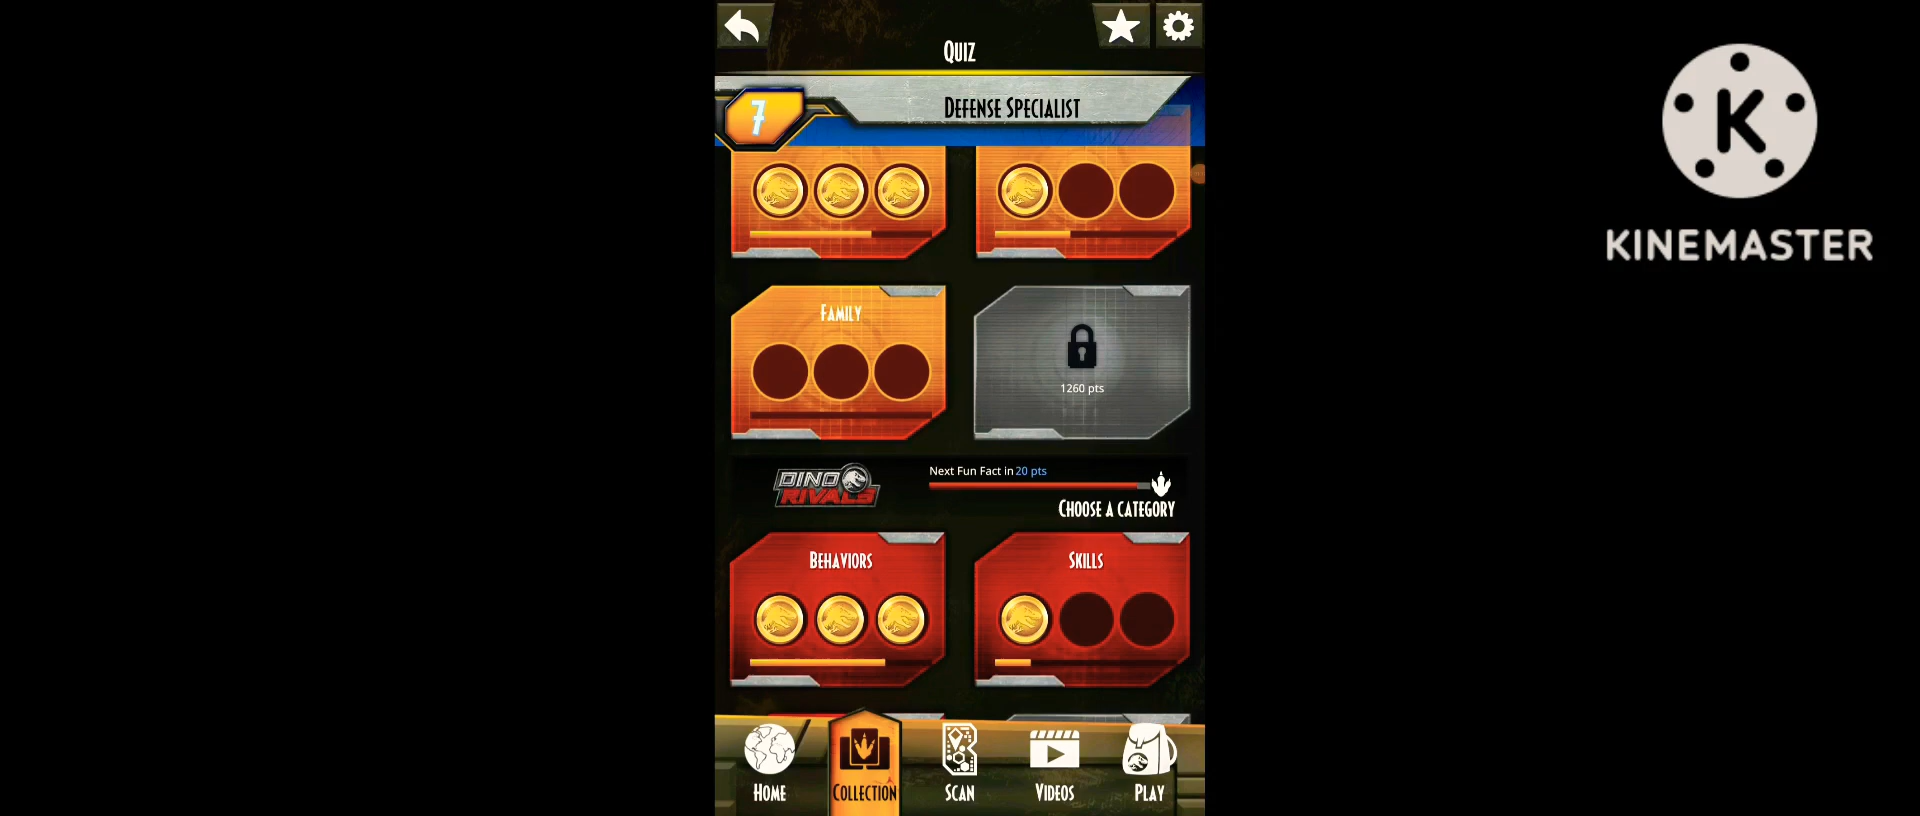 QUIZ
7
DEFENSE SPECIALIST
FAMILY
1260 pts
DINO
RIVALS
Next Fun Fact in 20 pts
CHOOSE A CATEGORY
BEHAVIORS
SKILLS
HOME
COLLECTION
SCAN
VIDEOS
PLAY
K
KINEMASTER